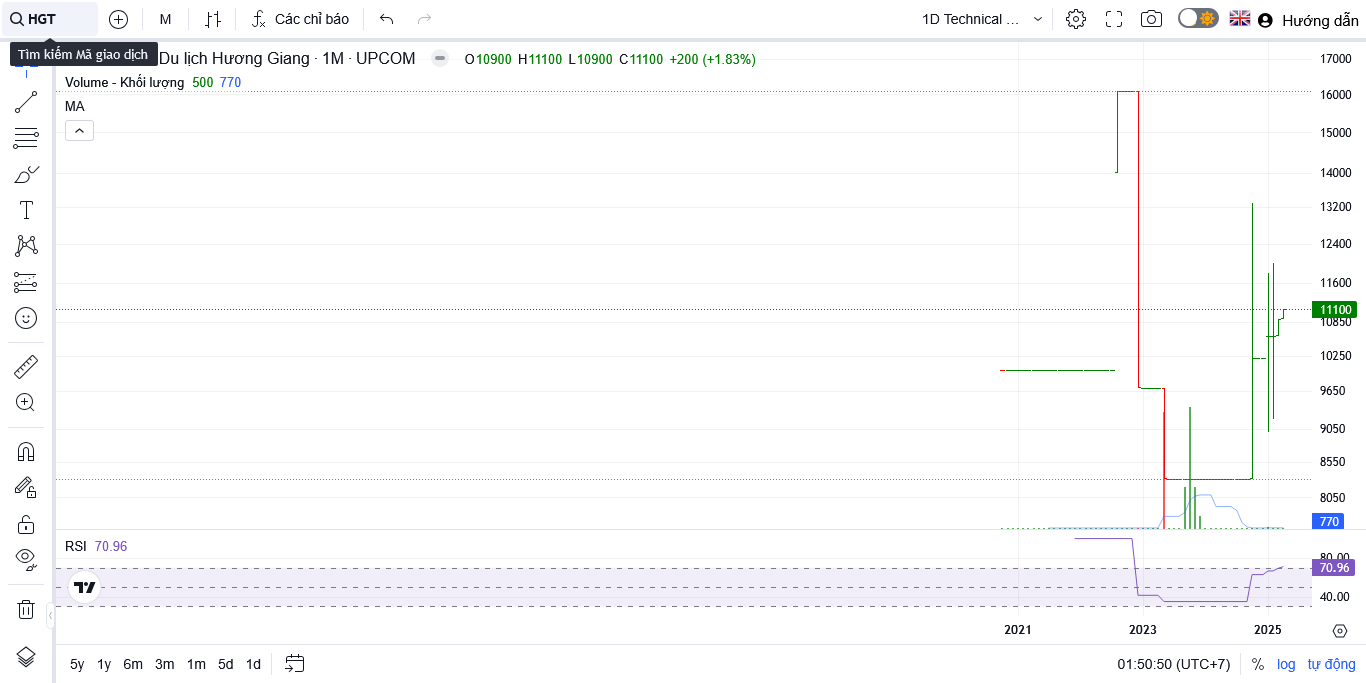 HGT
M
Các chỉ báo
1D Technical ...
Hướng dẫn
Tìm kiếm Mã giao dịch
Du lịch Hương Giang · 1M · UPCOM
O10900 H11100 L10900 C11100 +200 (+1.83%)
Volume - Khối lượng 500 770
MA
17000
16000
15000
14000
13200
12400
11600
11100
10850
10250
9650
9050
8550
8050
770
RSI 70.96
80.00
70.96
40.00
2021
2023
2025
5y 1y 6m 3m 1m 5d 1d
01:50:50 (UTC+7)
% log tự động